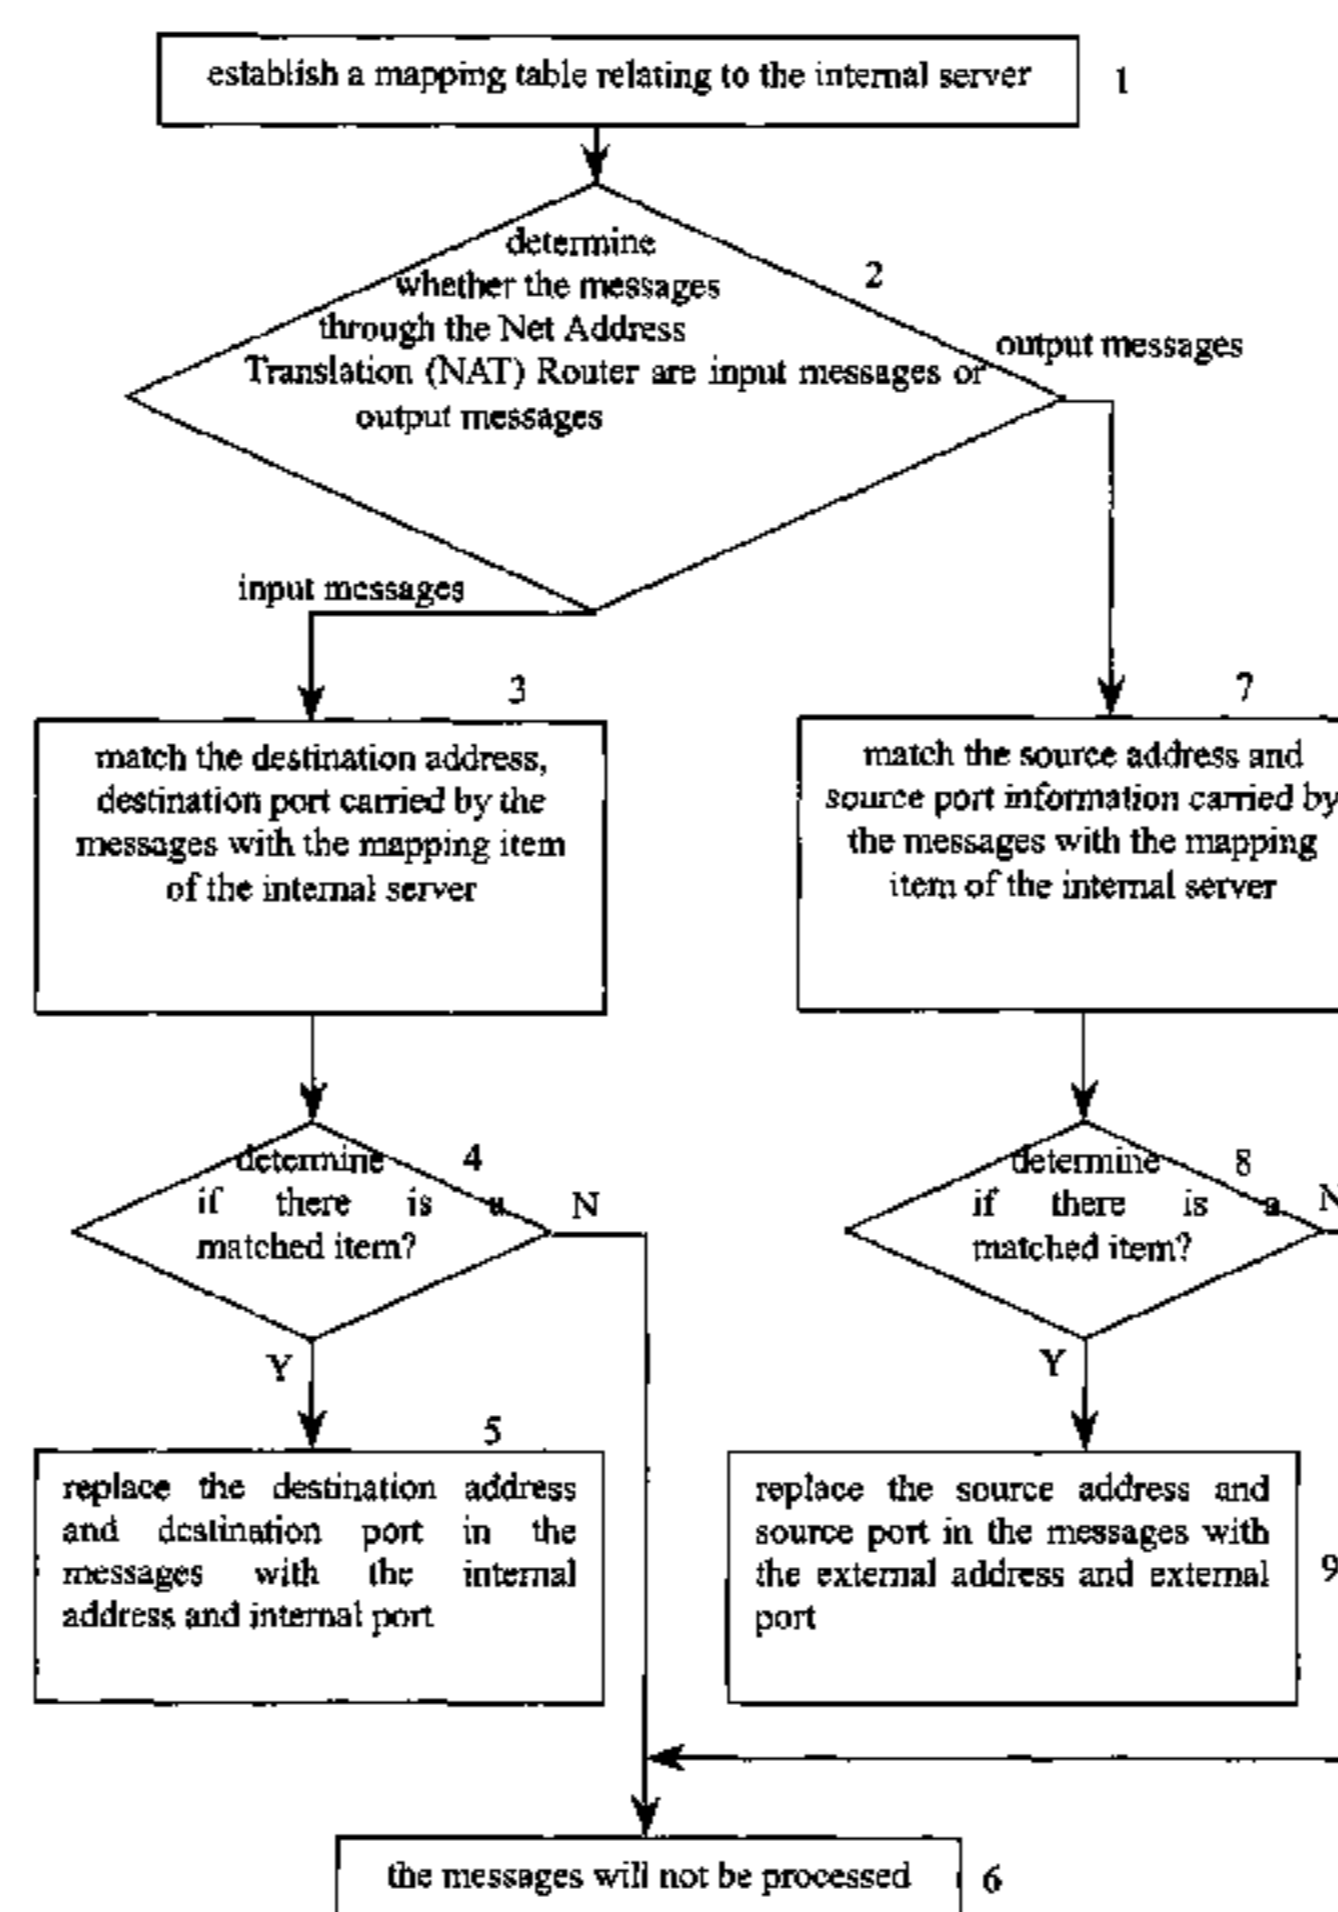 establish a mapping table relating to the internal server
1
determine
whether the messages
through the Net Address
Translation (NAT) Router are input messages or
output messages
2
output messages
input messages
3
match the destination address,
destination port carried by the
messages with the mapping item
of the internal server
7
match the source address and
source port information carried by
the messages with the mapping
item of the internal server
determine
if there is a
matched item?
4
N
Y
determine
if there is a
matched item?
8
N
Y
5
replace the destination address
and destination port in the
messages with the internal
address and internal port
replace the source address and
source port in the messages with
the external address and external
port
9
the messages will not be processed
6